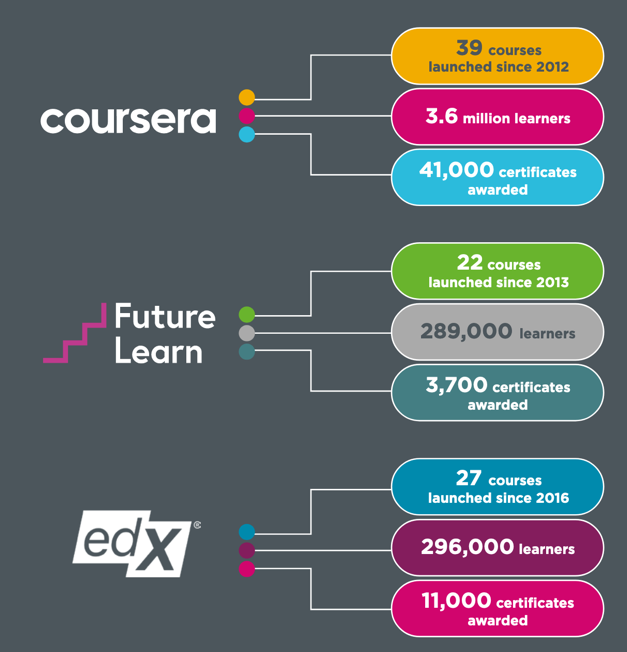 coursera
39 courses
launched since 2012
3.6 million learners
41,000 certificates
awarded
Future
Learn
22 courses
launched since 2013
289,000 learners
3,700 certificates
awarded
edX®
27 courses
launched since 2016
296,000 learners
11,000 certificates
awarded